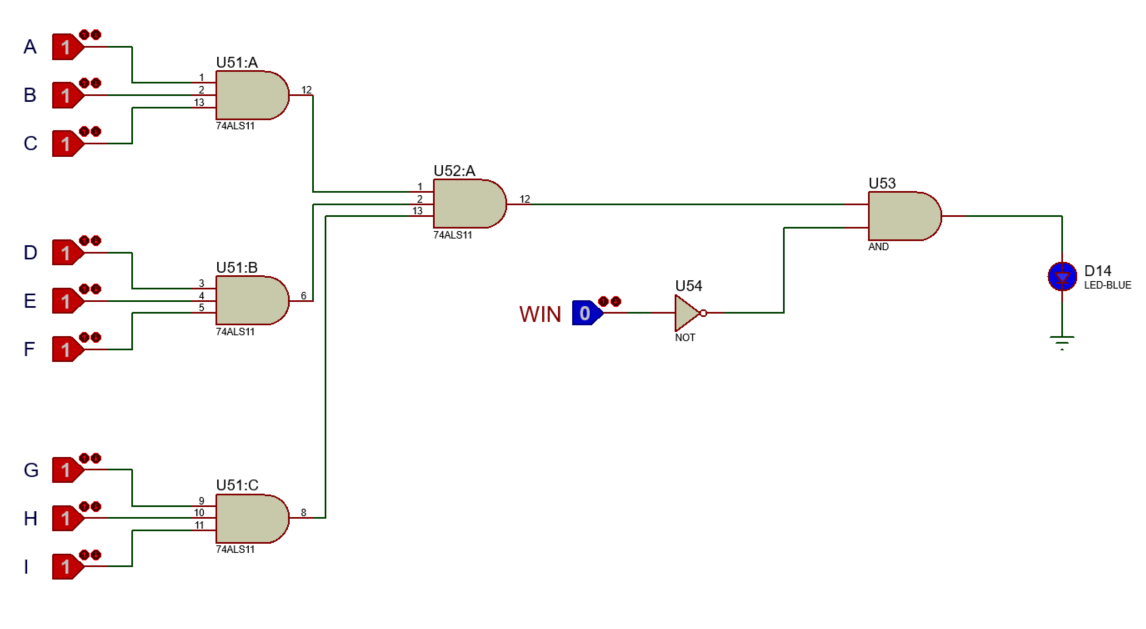 A 1
B 1
C 1
U51:A
1
2
13
12
74ALS11
D 1
E 1
F 1
U51:B
3
4
5
6
74ALS11
G 1
H 1
I 1
U51:C
9
10
11
8
74ALS11
U52:A
1
2
13
12
74ALS11
WIN 0
U54
NOT
U53
AND
D14
LED-BLUE